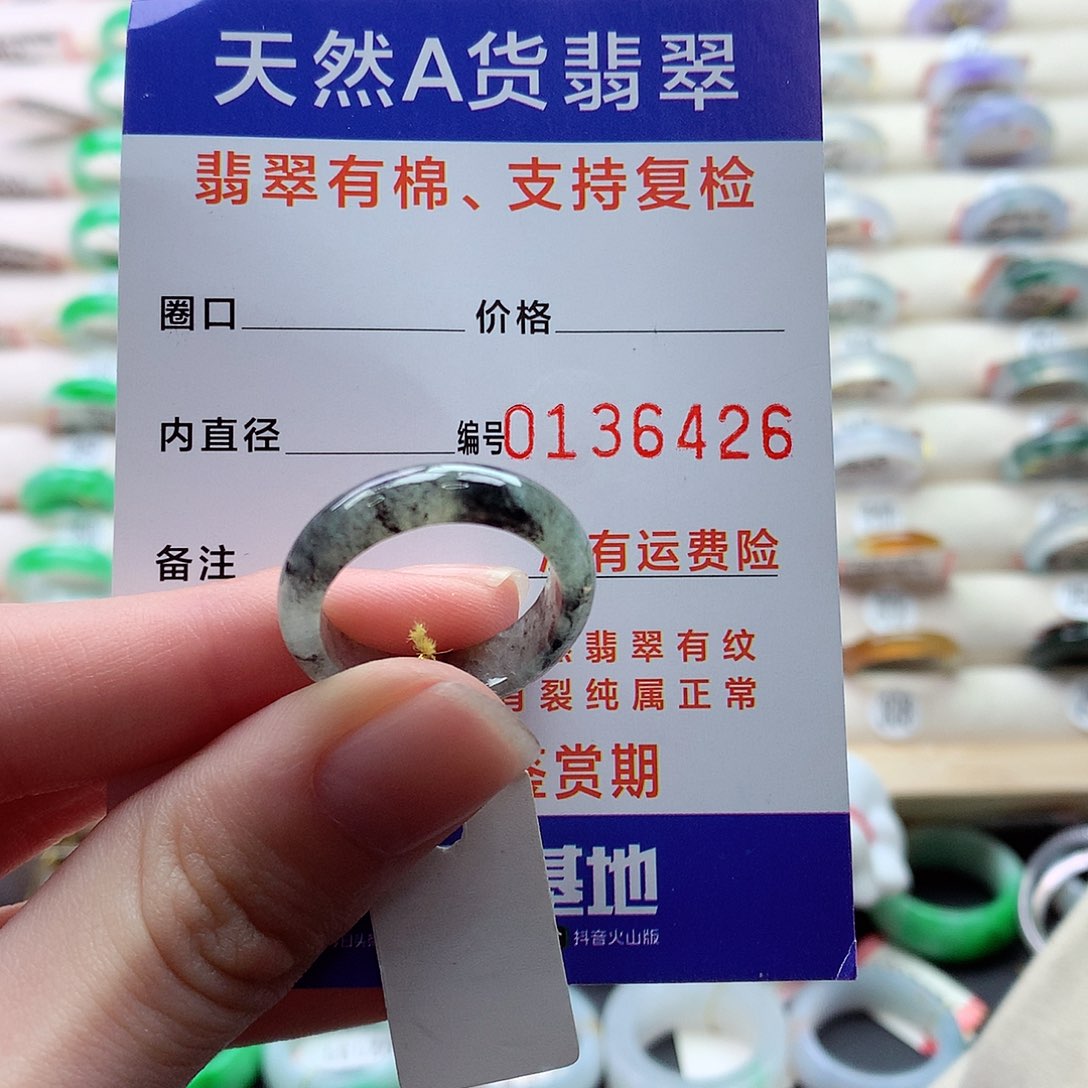 天然A货翡翠
翡翠有棉、支持复检
圈口 价格
内直径 编号0136426
备注 有运费险
翡翠有纹
有裂纯属正常
鉴赏期
基地
抖音火山版